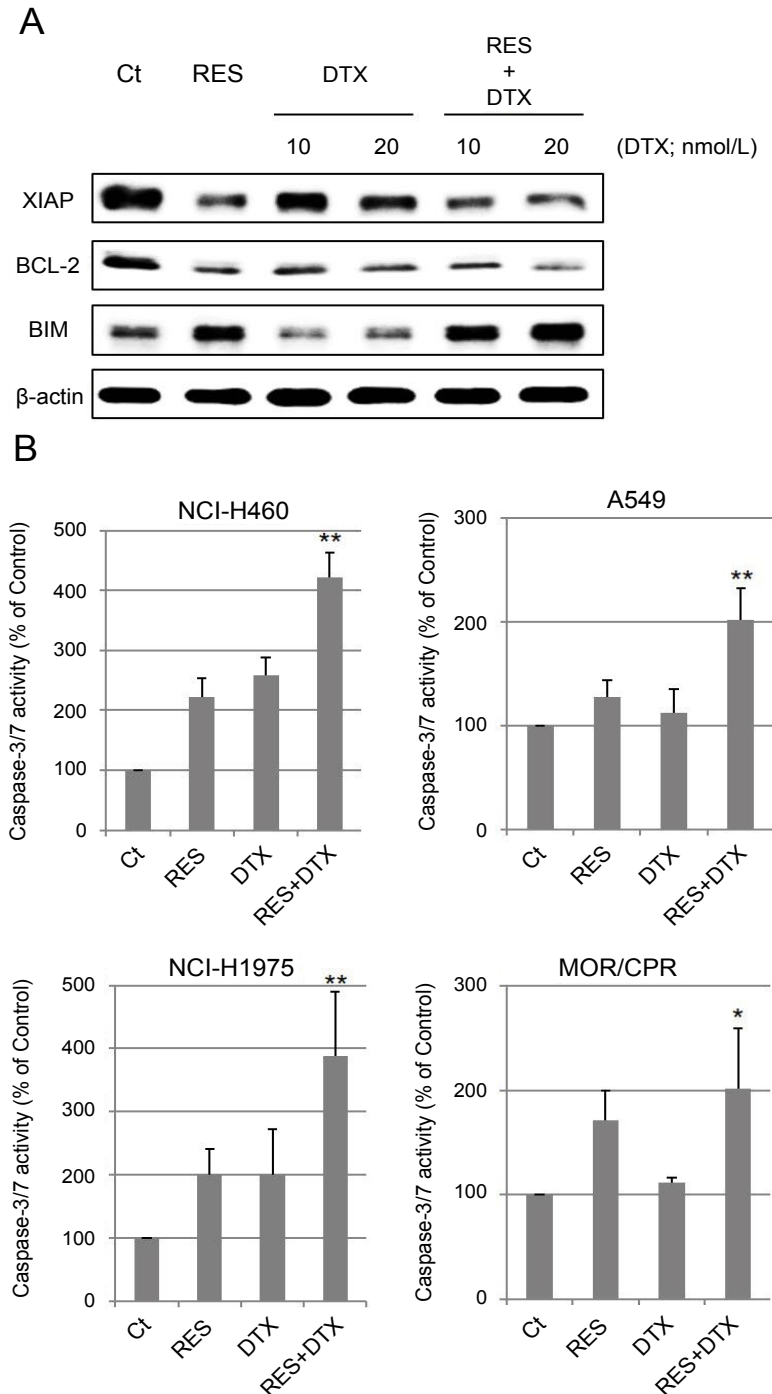 A
Ct RES DTX RES
+
DTX
10 20 10 20 (DTX; nmol/L)
XIAP
BCL-2
BIM
β-actin
B
NCI-H460
Caspase-3/7 activity (% of Control)
500
400
300
200
100
0
**
Ct RES DTX RES+DTX
A549
Caspase-3/7 activity (% of Control)
300
200
100
0
**
Ct RES DTX RES+DTX
NCI-H1975
Caspase-3/7 activity (% of Control)
500
400
300
200
100
0
**
Ct RES DTX RES+DTX
MOR/CPR
Caspase-3/7 activity (% of Control)
300
200
100
0
*
Ct RES DTX RES+DTX